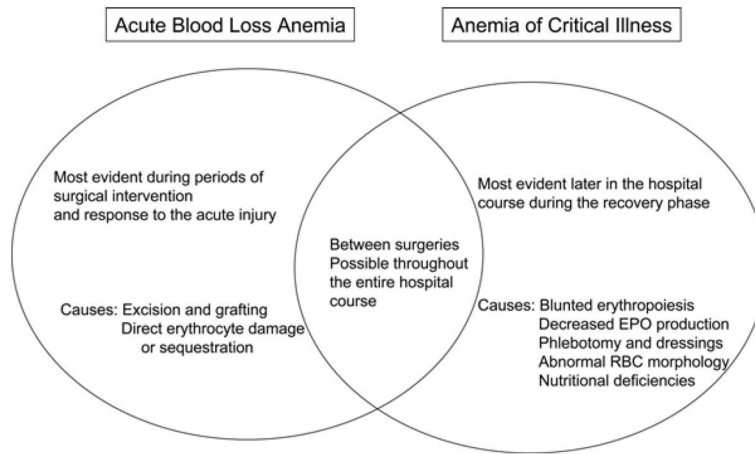 Acute Blood Loss Anemia
Anemia of Critical Illness
Most evident during periods of
surgical intervention
and response to the acute injury
Causes: Excision and grafting
Direct erythrocyte damage
or sequestration
Between surgeries
Possible throughout
the entire hospital
course
Most evident later in the hospital
course during the recovery phase
Causes: Blunted erythropoiesis
Decreased EPO production
Phlebotomy and dressings
Abnormal RBC morphology
Nutritional deficiencies